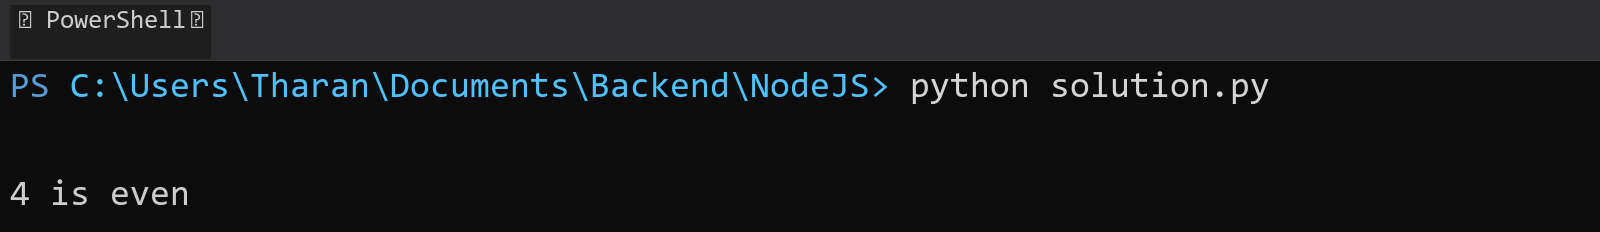 PowerShell
PS C:\Users\Tharan\Documents\Backend\NodeJS> python solution.py
4 is even